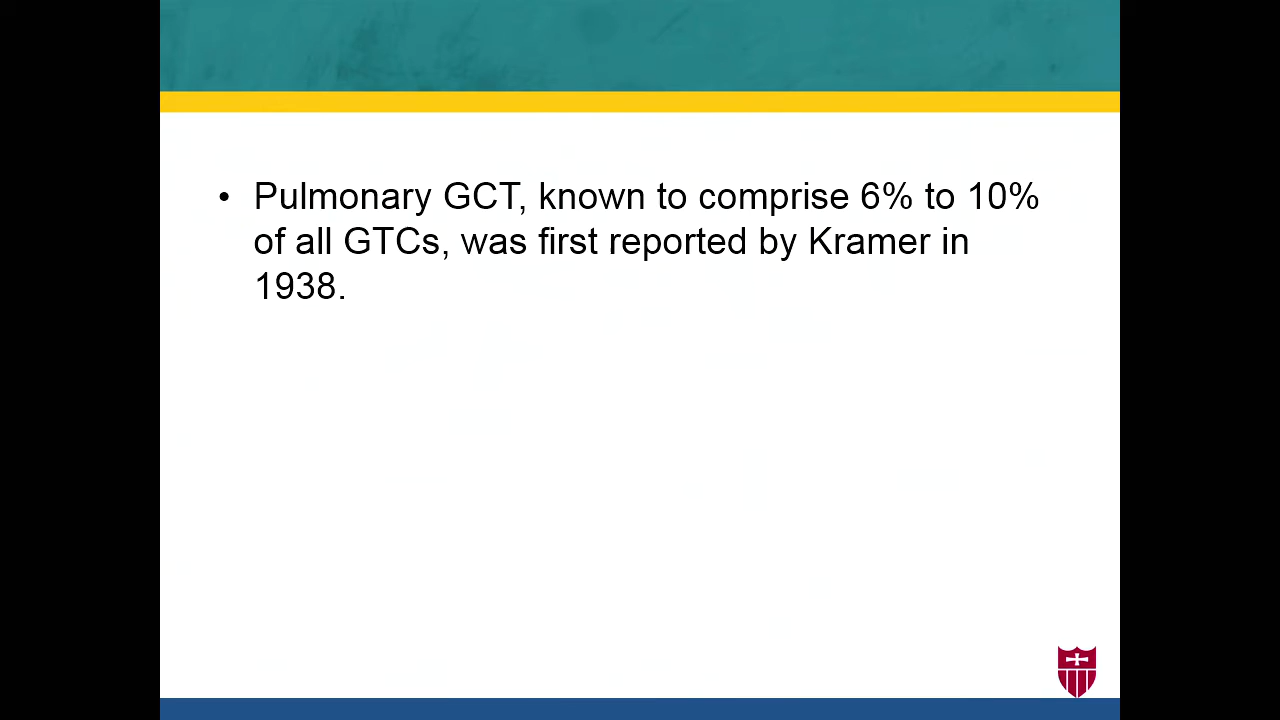 • Pulmonary GCT, known to comprise 6% to 10%
of all GTCs, was first reported by Kramer in
1938.